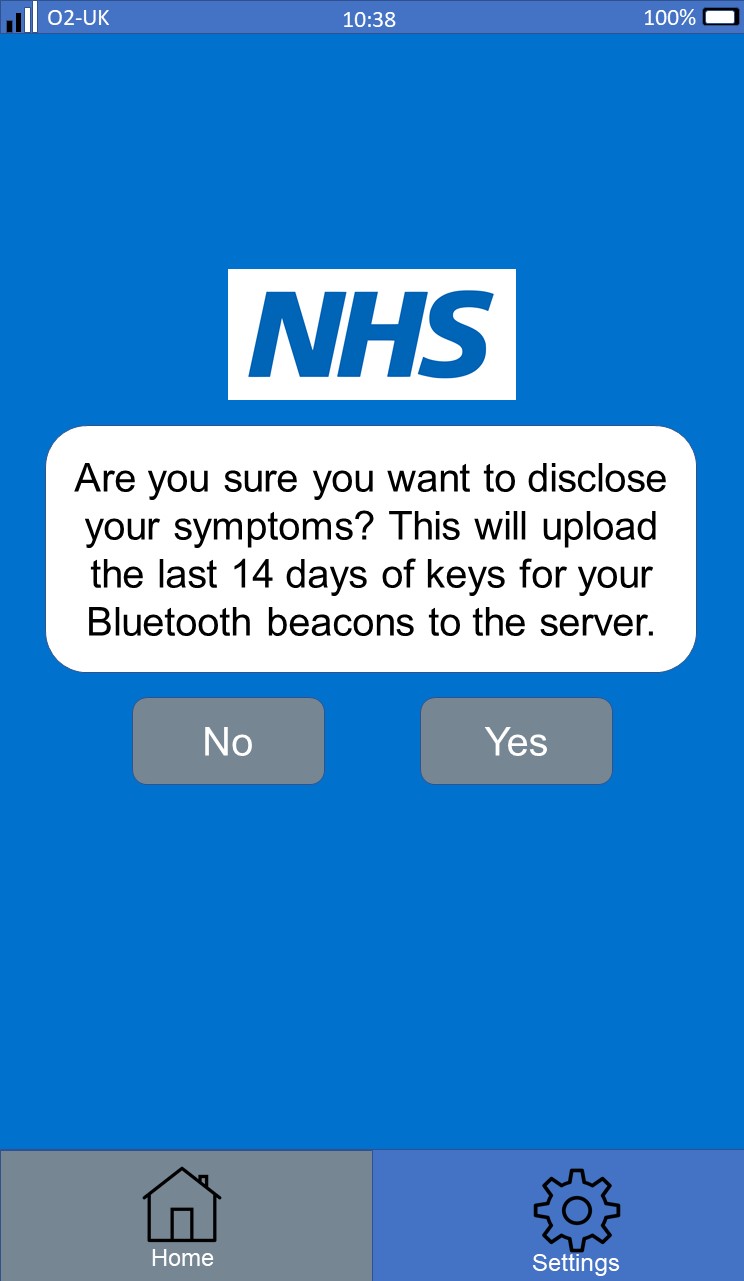 O2-UK 10:38 100%
NHS
Are you sure you want to disclose
your symptoms? This will upload
the last 14 days of keys for your
Bluetooth beacons to the server.
No Yes
Home Settings